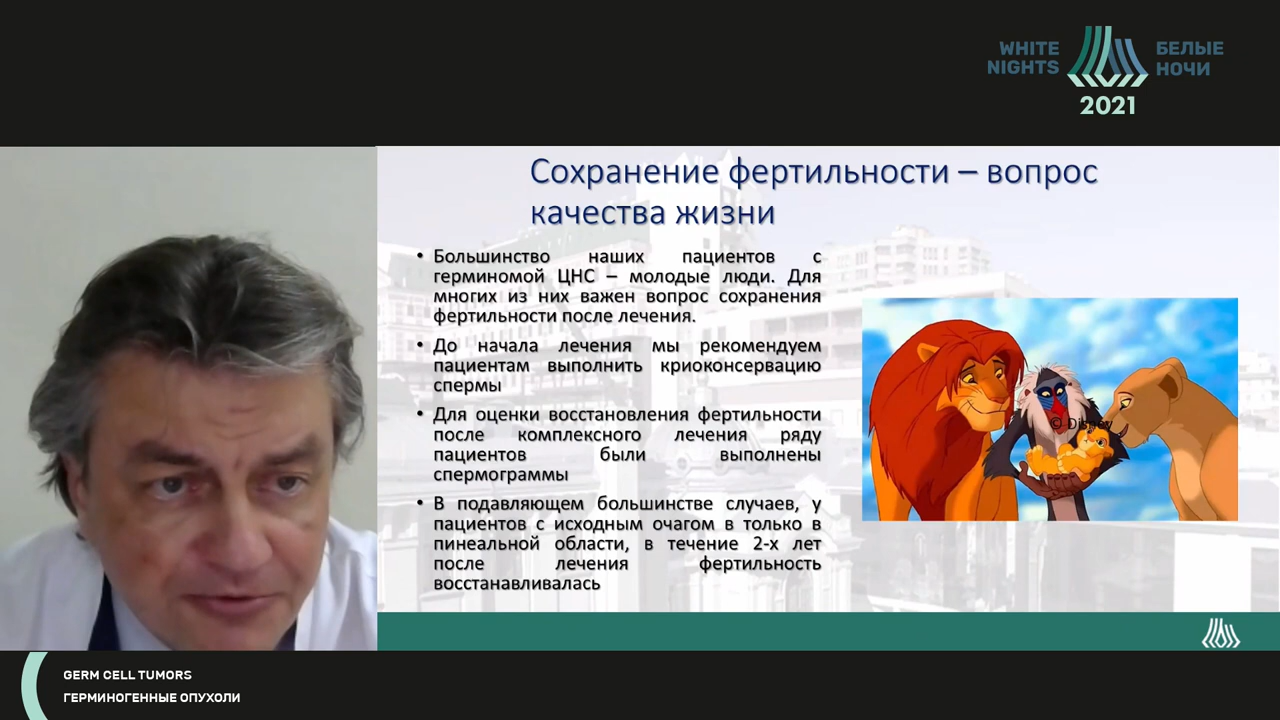 WHITE
NIGHTS
БЕЛЫЕ
НОЧИ
2021
Сохранение фертильности – вопрос
качества жизни
• Большинство наших пациентов с
герминомой ЦНС – молодые люди. Для
многих из них важен вопрос сохранения
фертильности после лечения.
• До начала лечения мы рекомендуем
пациентам выполнить криоконсервацию
спермы
• Для оценки восстановления фертильности
после комплексного лечения ряду
пациентов были выполнены
спермограммы
• В подавляющем большинстве случаев, у
пациентов с исходным очагом в только в
пинеальной области, в течение 2-х лет
после лечения фертильность
восстанавливалась
© Disney
GERM CELL TUMORS
ГЕРМИНОГЕННЫЕ ОПУХОЛИ